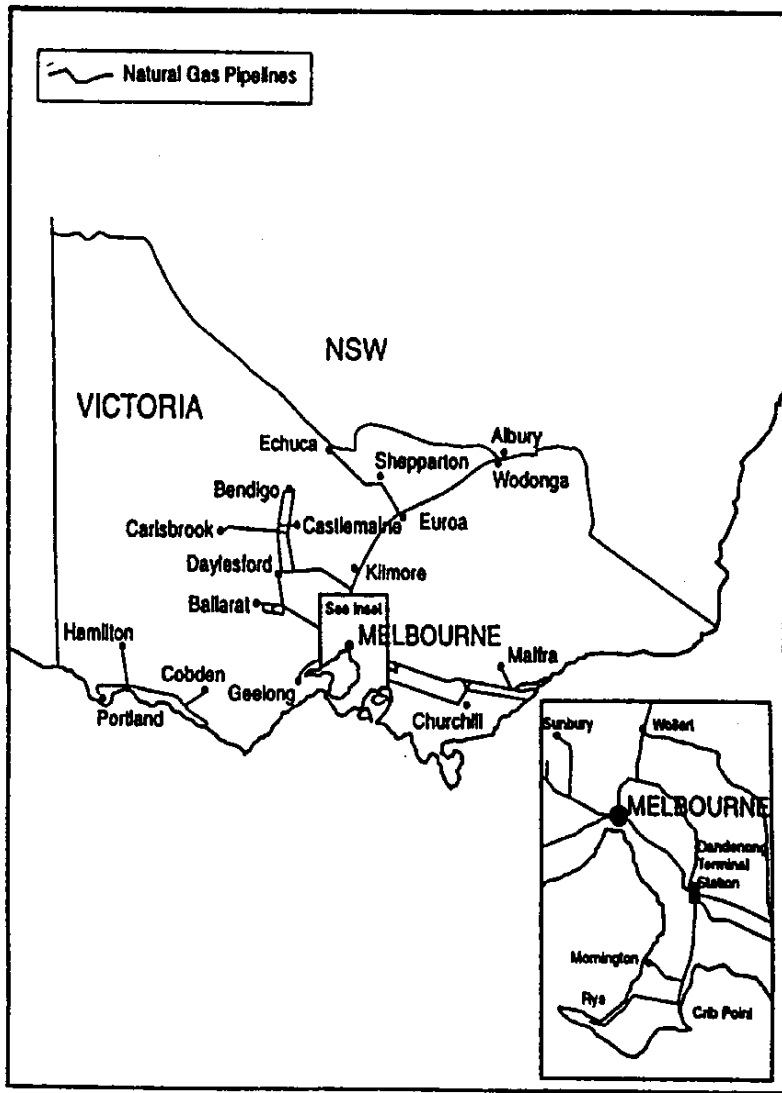 Natural Gas Pipelines
NSW
VICTORIA
Albury
Echuca
Shepparton
Wodonga
Bendigo
Castlemaine
Euroa
Carisbrook
Daylesford
Kilmore
Ballarat
See Inset
Hamilton
MELBOURNE
Maffra
Cobden
Geelong
Portland
Churchill
Sunbury
Wollert
MELBOURNE
Dandenong
Terminal
Station
Mornington
Rye
Crib Point